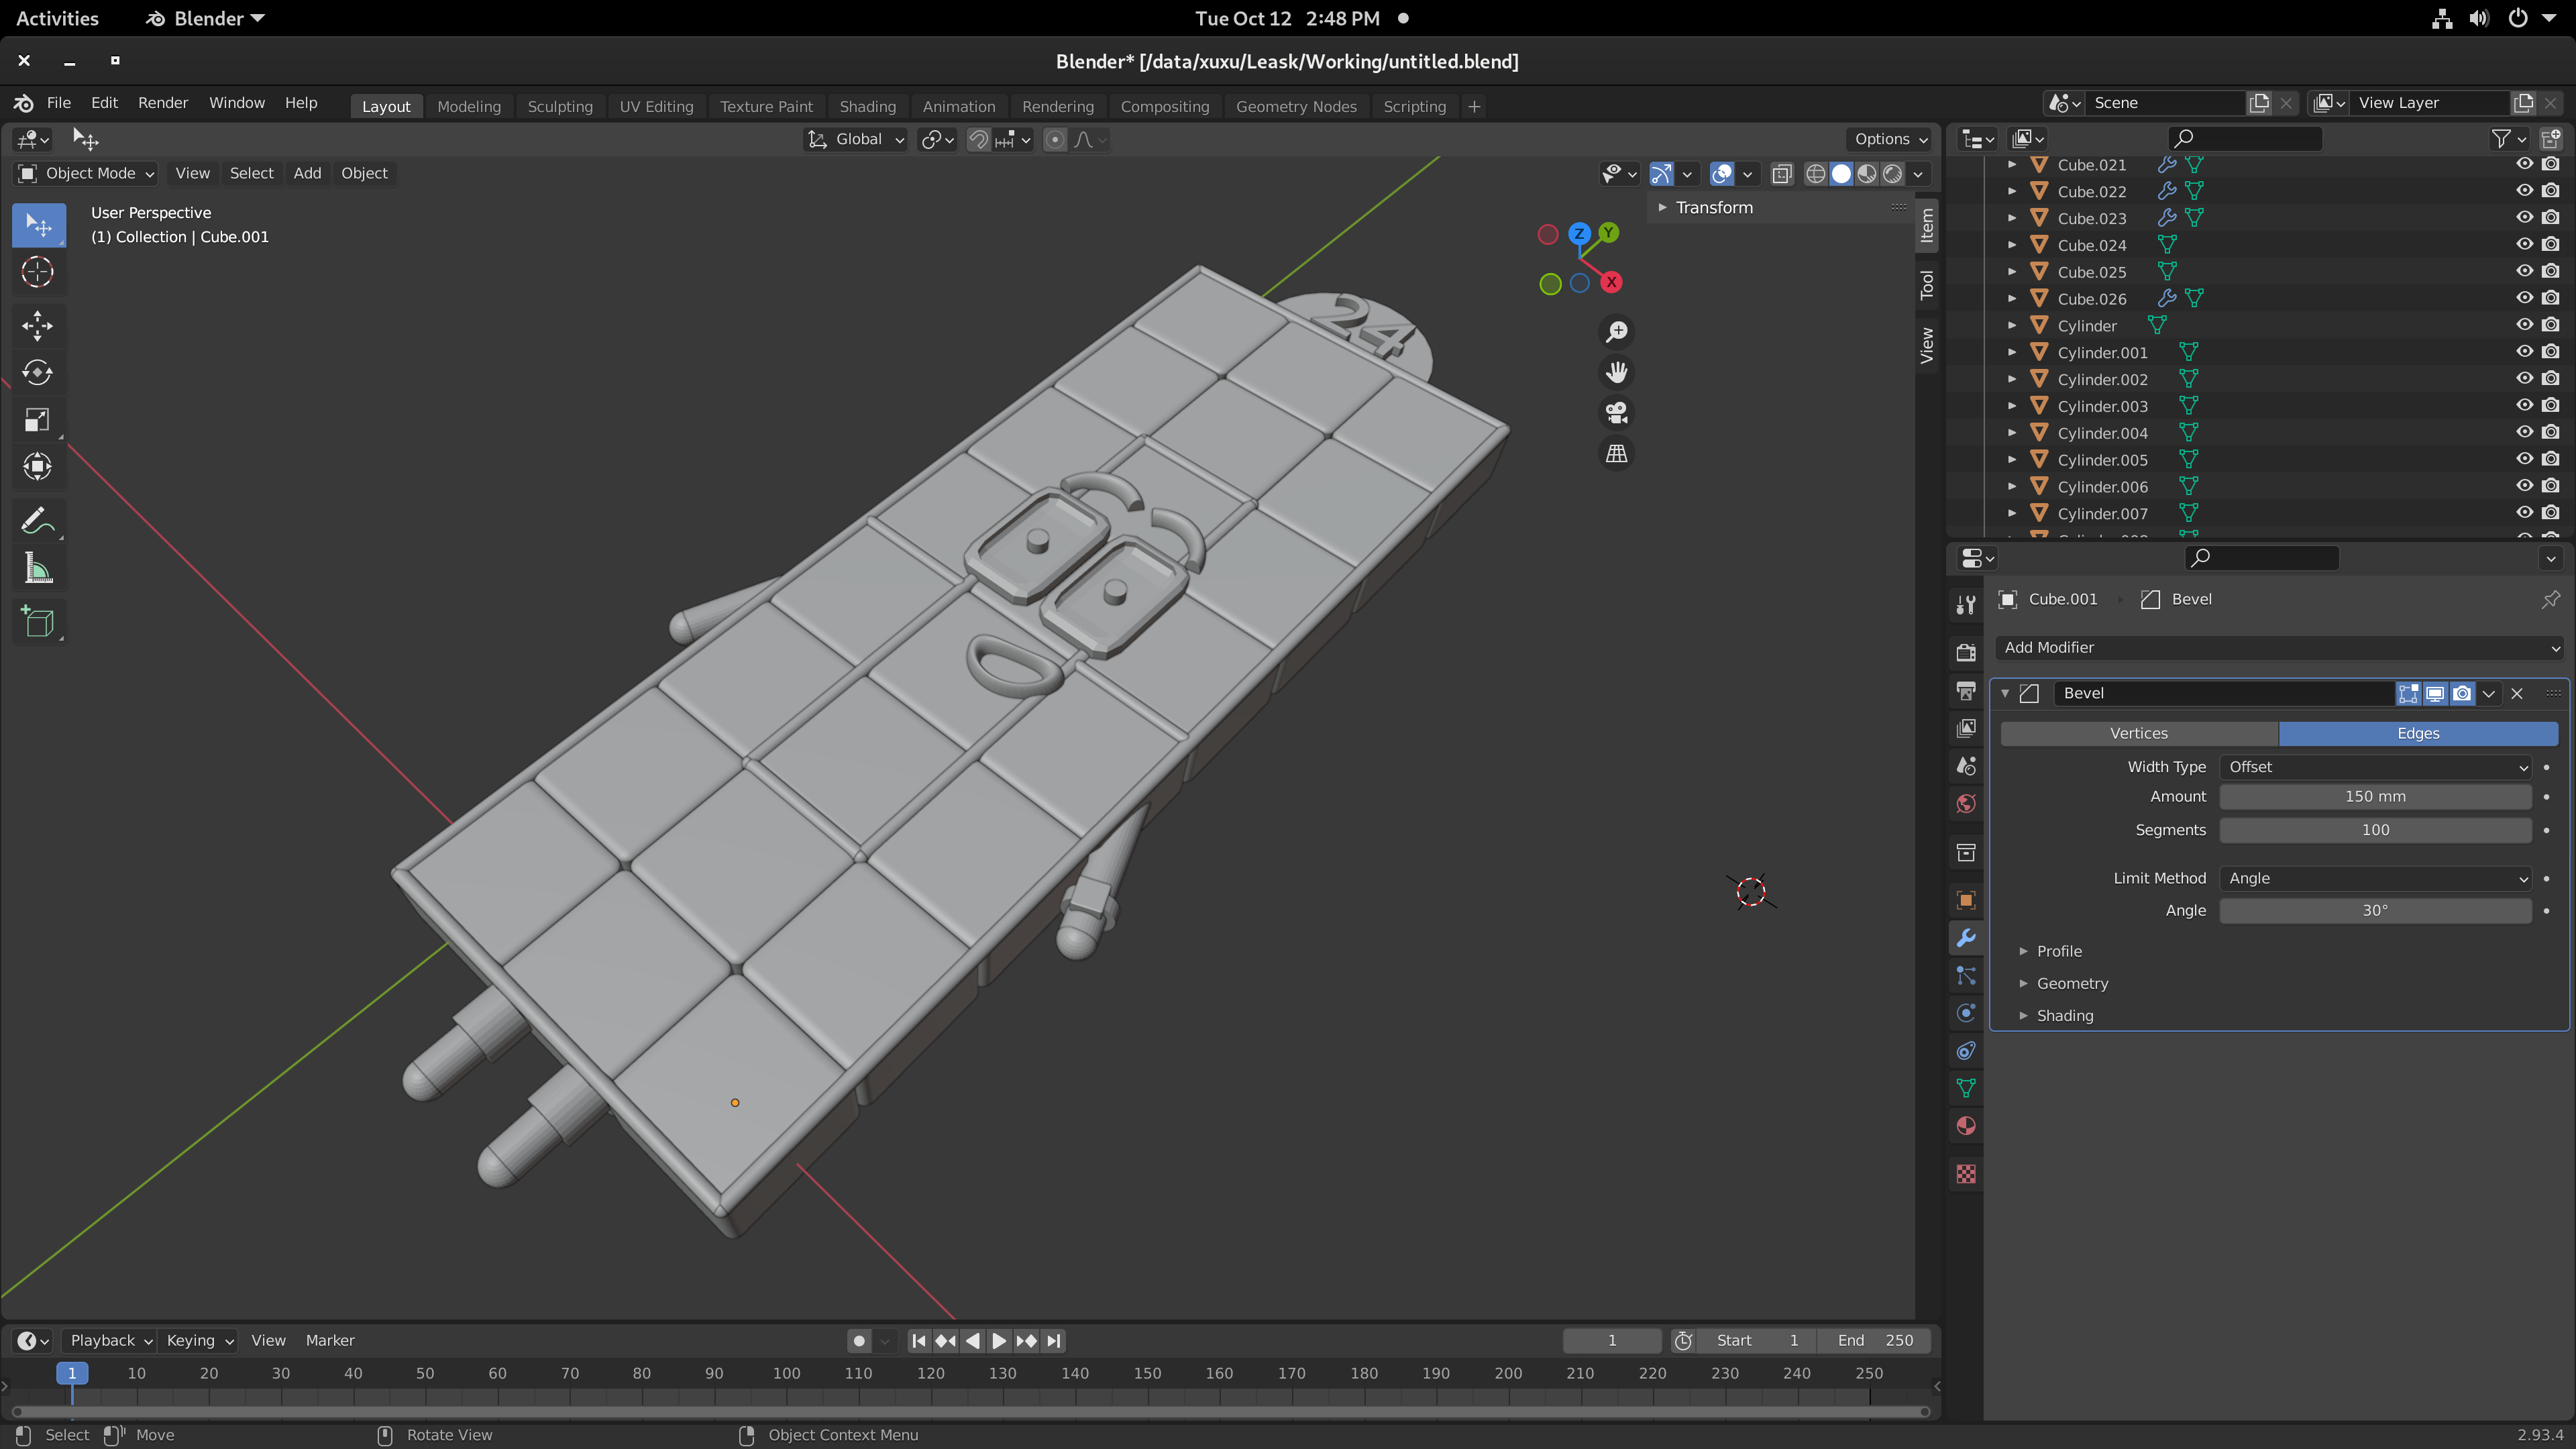 Activities Blender Tue Oct 12 2:48 PM
Blender* [/data/xuxu/Leask/Working/untitled.blend]
File Edit Render Window Help Layout Modeling Sculpting UV Editing Texture Paint Shading Animation Rendering Compositing Geometry Nodes Scripting + Scene View Layer
Global Options
Object Mode View Select Add Object
User Perspective
(1) Collection | Cube.001
Transform
Item
Tool
View
Z Y
X
24
Cube.021
Cube.022
Cube.023
Cube.024
Cube.025
Cube.026
Cylinder
Cylinder.001
Cylinder.002
Cylinder.003
Cylinder.004
Cylinder.005
Cylinder.006
Cylinder.007
Cube.001 Bevel
Add Modifier
Bevel
Vertices Edges
Width Type Offset
Amount 150 mm
Segments 100
Limit Method Angle
Angle 30°
Profile
Geometry
Shading
Playback Keying View Marker 1 Start 1 End 250
1 10 20 30 40 50 60 70 80 90 100 110 120 130 140 150 160 170 180 190 200 210 220 230 240 250
Select Move Rotate View Object Context Menu 2.93.4